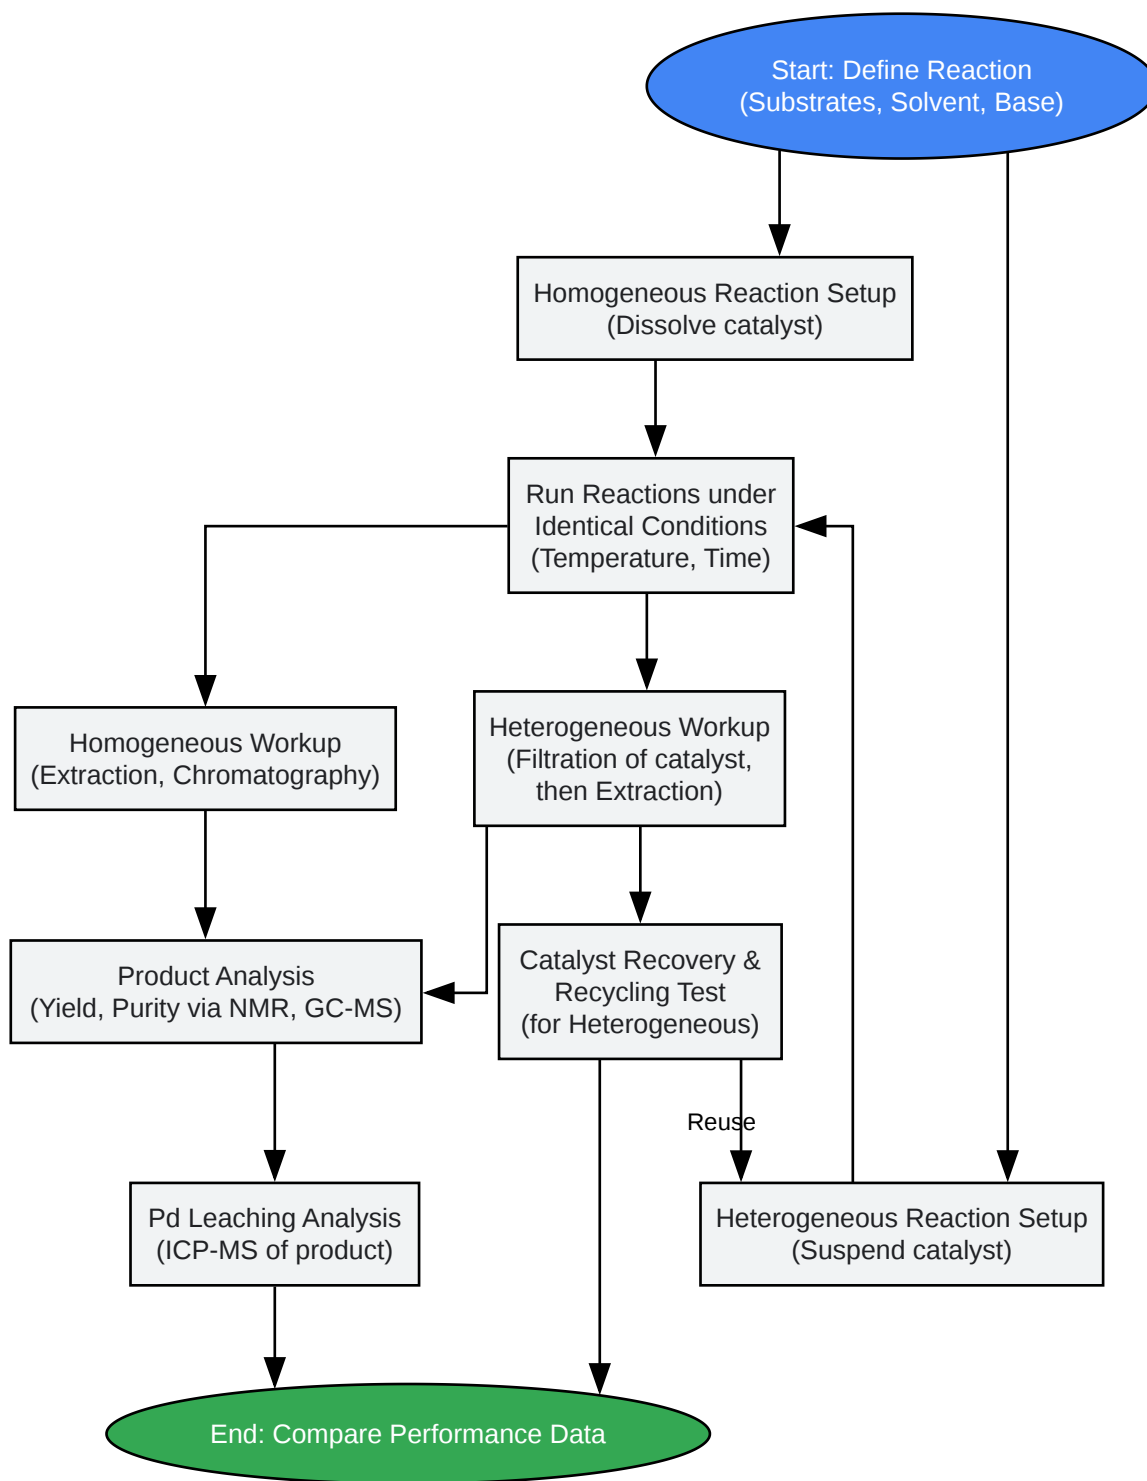 Start: Define Reaction
(Substrates, Solvent, Base)
Homogeneous Reaction Setup
(Dissolve catalyst)
Run Reactions under
Identical Conditions
(Temperature, Time)
Homogeneous Workup
(Extraction, Chromatography)
Heterogeneous Workup
(Filtration of catalyst,
then Extraction)
Product Analysis
(Yield, Purity via NMR, GC-MS)
Catalyst Recovery &
Recycling Test
(for Heterogeneous)
Reuse
Pd Leaching Analysis
(ICP-MS of product)
Heterogeneous Reaction Setup
(Suspend catalyst)
End: Compare Performance Data